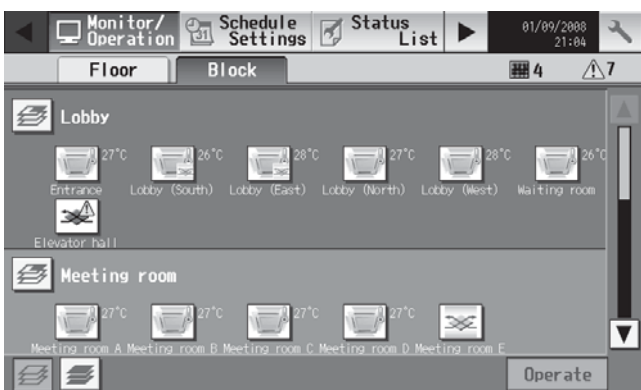 Monitor/ Operation
Schedule Settings
Status List
01/09/2008
21:04
Floor
Block
4
7
Lobby
27°C 26°C 28°C 27°C 28°C 26°C
Entrance Lobby (South) Lobby (East) Lobby (North) Lobby (West) Waiting room
Elevator hall
Meeting room
27°C 27°C 27°C 27°C
Meeting room A Meeting room B Meeting room C Meeting room D Meeting room E
Operate